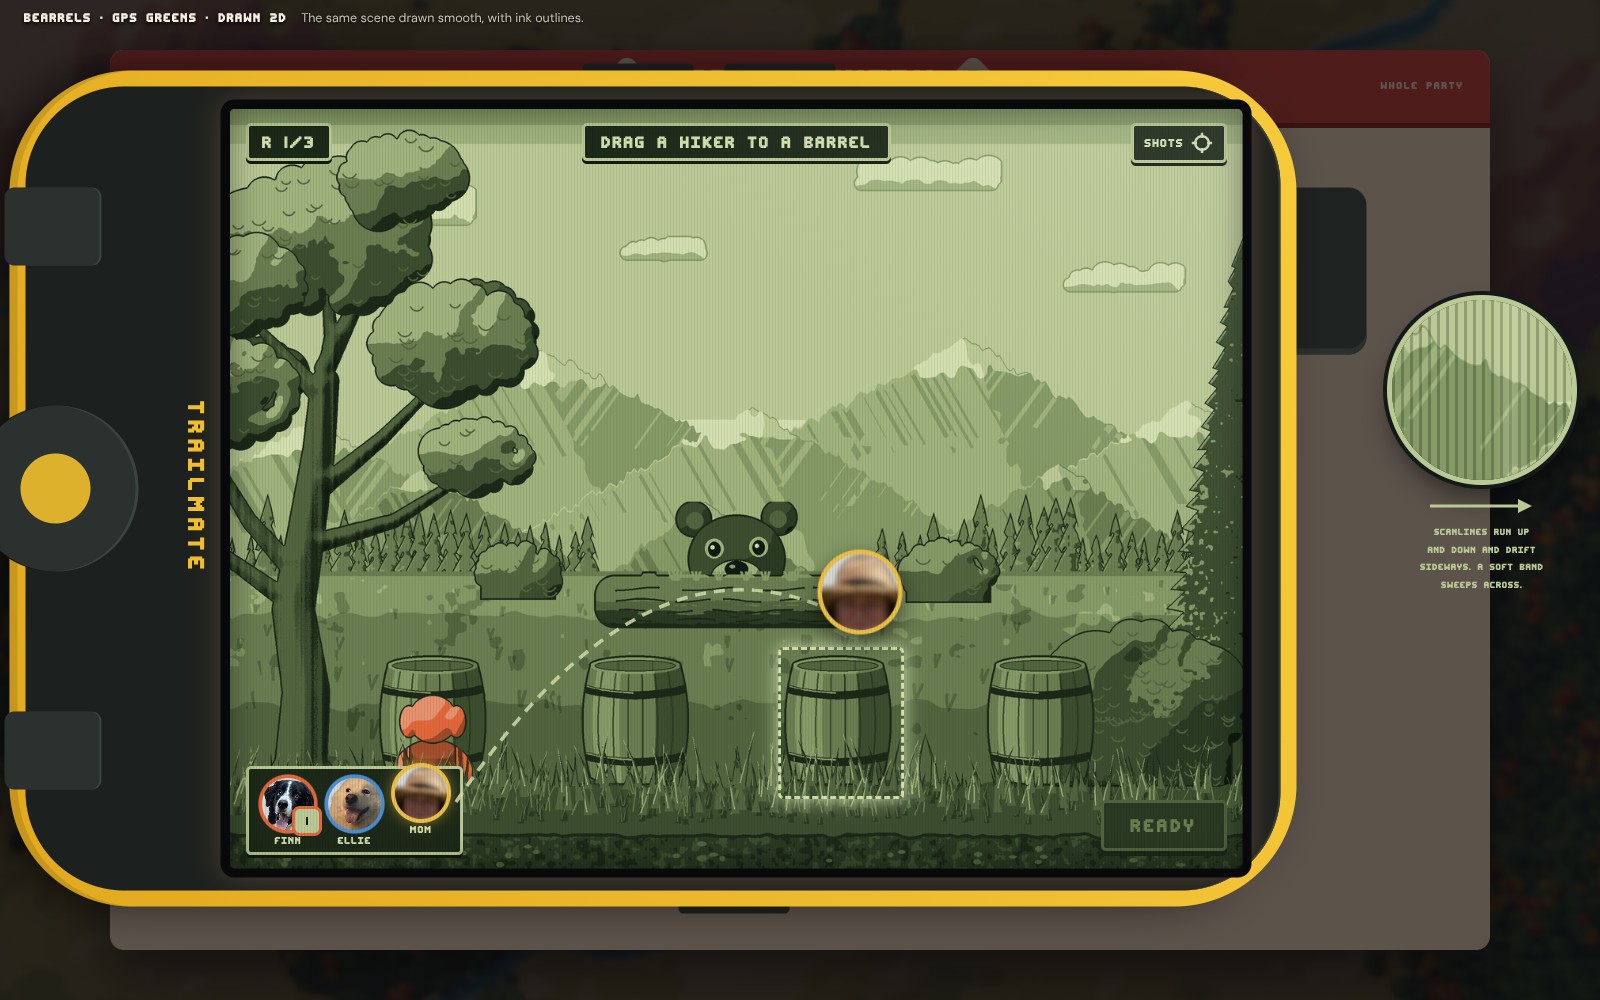 BEARRELS · GPS GREENS · DRAWN 2D The same scene drawn smooth, with ink outlines.
WHOLE PARTY
R 1/3
DRAG A HIKER TO A BARREL
SHOTS
TRAILMATE
SCANLINES RUN UP
AND DOWN AND DRIFT
SIDEWAYS. A SOFT BAND
SWEEPS ACROSS.
1
FINN
ELLIE
MOM
READY